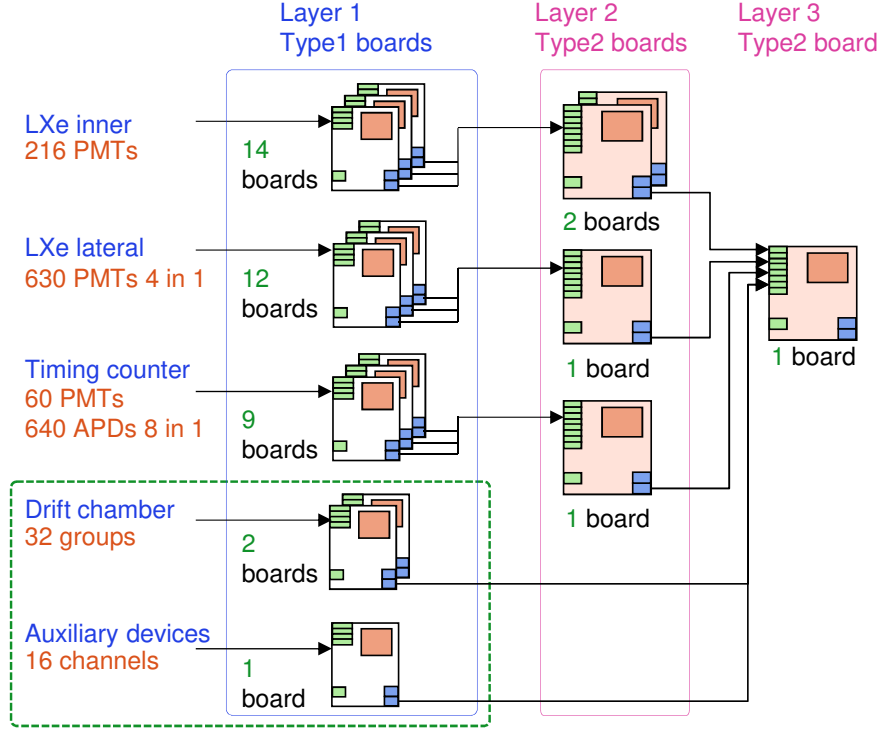 Layer 1
Type1 boards
Layer 2
Type2 boards
Layer 3
Type2 board
LXe inner
216 PMTs
14
boards
2 boards
LXe lateral
630 PMTs 4 in 1
12
boards
1 board
1 board
Timing counter
60 PMTs
640 APDs 8 in 1
9
boards
1 board
Drift chamber
32 groups
2
boards
Auxiliary devices
16 channels
1
board